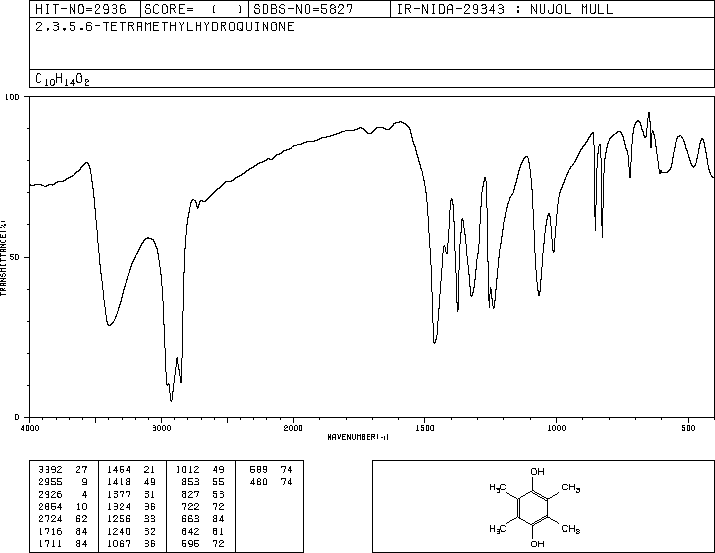 HIT-NO=2936 SCORE= ( ) SDBS-NO=5827 IR-NIDA-29343 : NUJOL MULL
2,3,5,6-TETRAMETHYLHYDROQUINONE
C10H14O2
100
50
0
TRANSMITTANCE(%)
4000 3000 2000 1500 1000 500
WAVENUMBER(-1)
3392 27 1464 21 1012 49 589 74
2955 9 1418 49 853 55 480 74
2926 4 1377 31 827 53
2854 10 1324 36 722 72
2724 62 1256 33 663 84
1716 84 1240 32 642 81
1711 84 1067 36 595 72
OH
H3C CH3
H3C CH3
OH